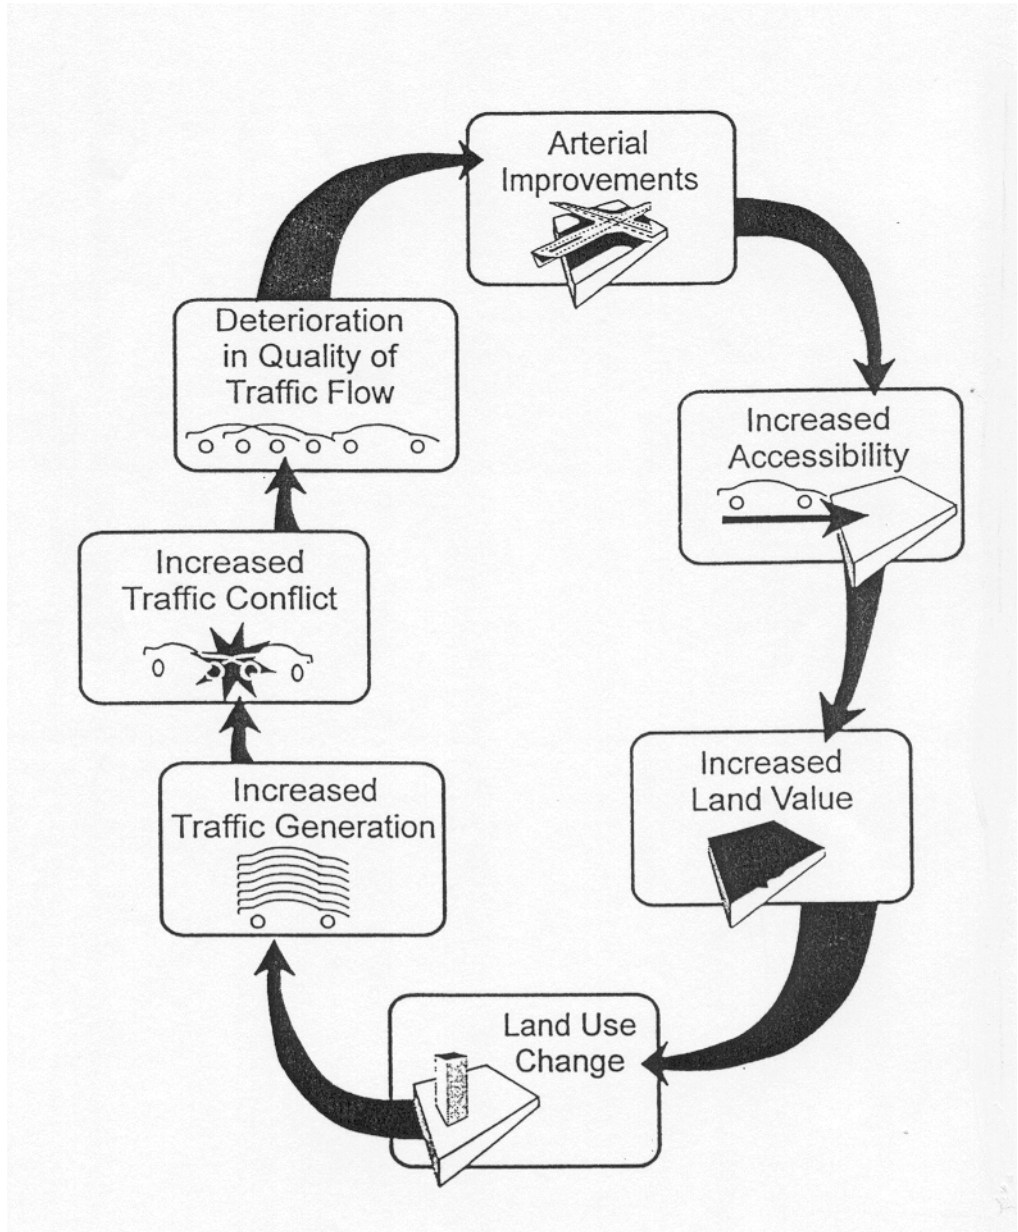 Arterial
Improvements
Increased
Accessibility
Increased
Land Value
Land Use
Change
Increased
Traffic Generation
Increased
Traffic Conflict
Deterioration
in Quality of
Traffic Flow